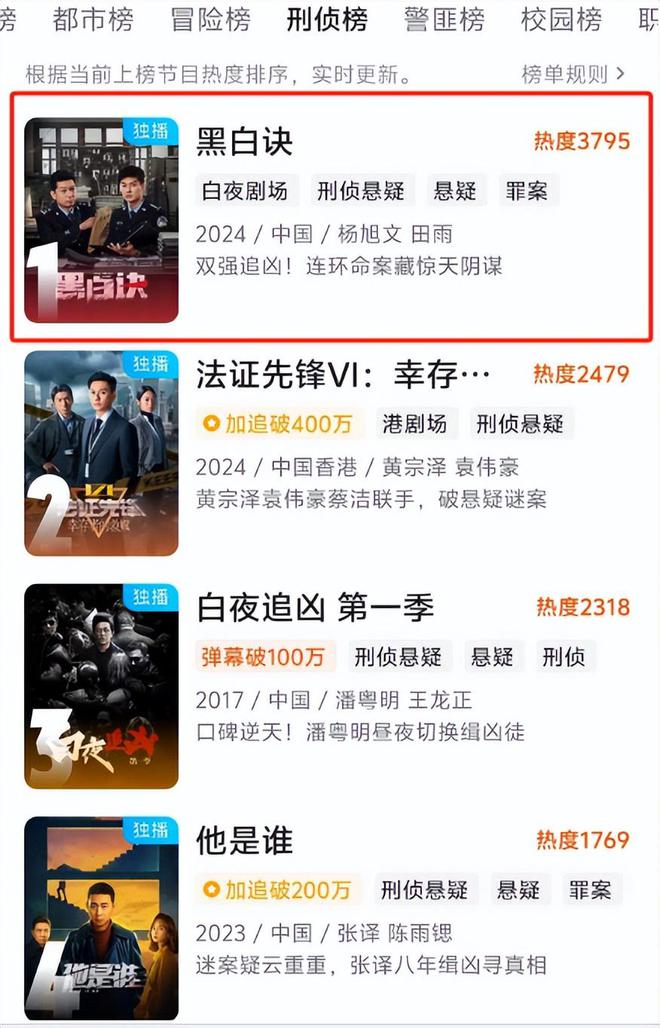 榜 都市榜 冒险榜 刑侦榜 警匪榜 校园榜 职
根据当前上榜节目热度排序，实时更新。 榜单规则 >
独播
1
黑白诀
黑白诀 热度3795
白夜剧场 刑侦悬疑 悬疑 罪案
2024 / 中国 / 杨旭文 田雨
双强追凶！连环命案藏惊天阴谋
独播
2
法证先锋
幸存者的救赎
法证先锋VI：幸存… 热度2479
加追破400万 港剧场 刑侦悬疑
2024 / 中国香港 / 黄宗泽 袁伟豪
黄宗泽袁伟豪蔡洁联手，破悬疑谜案
独播
3
白夜追凶
第一季
白夜追凶 第一季 热度2318
弹幕破100万 刑侦悬疑 悬疑 刑侦
2017 / 中国 / 潘粤明 王龙正
口碑逆天！潘粤明昼夜切换缉凶徒
独播
4
他是谁
他是谁 热度1769
加追破200万 刑侦悬疑 悬疑 罪案
2023 / 中国 / 张译 陈雨锶
迷案疑云重重，张译八年缉凶寻真相